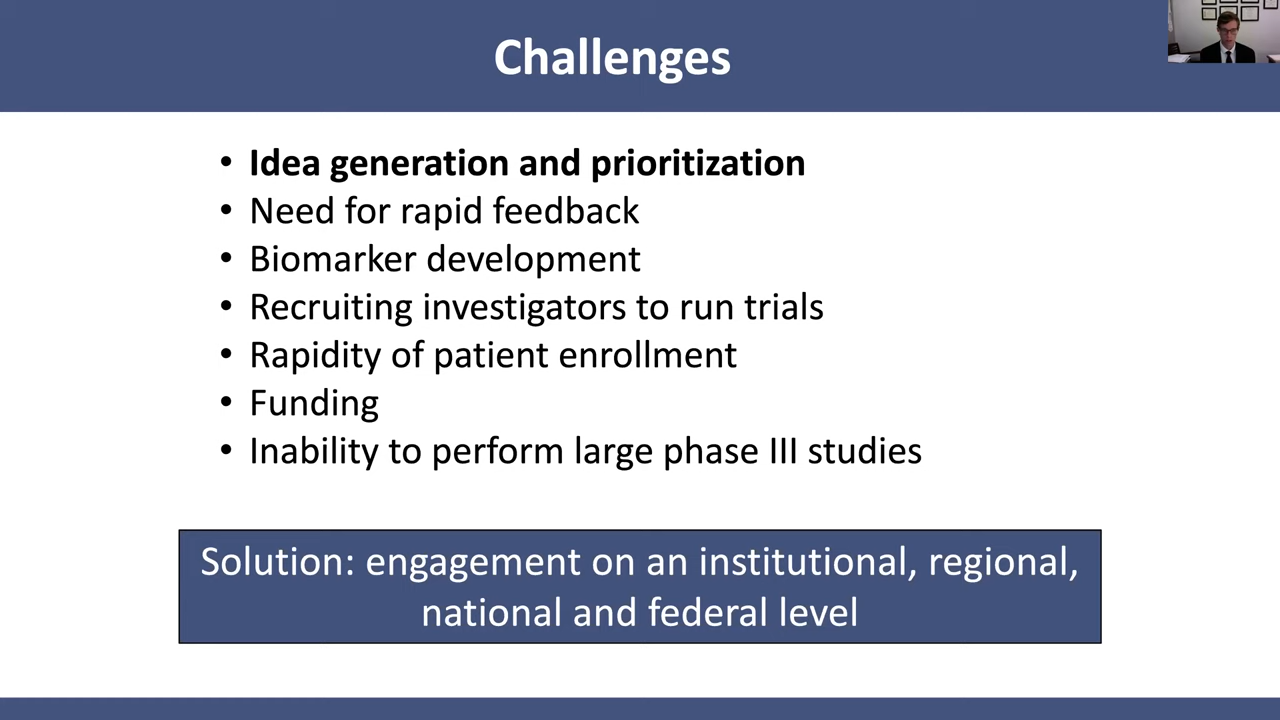 Challenges
• Idea generation and prioritization
• Need for rapid feedback
• Biomarker development
• Recruiting investigators to run trials
• Rapidity of patient enrollment
• Funding
• Inability to perform large phase III studies
Solution: engagement on an institutional, regional,
national and federal level